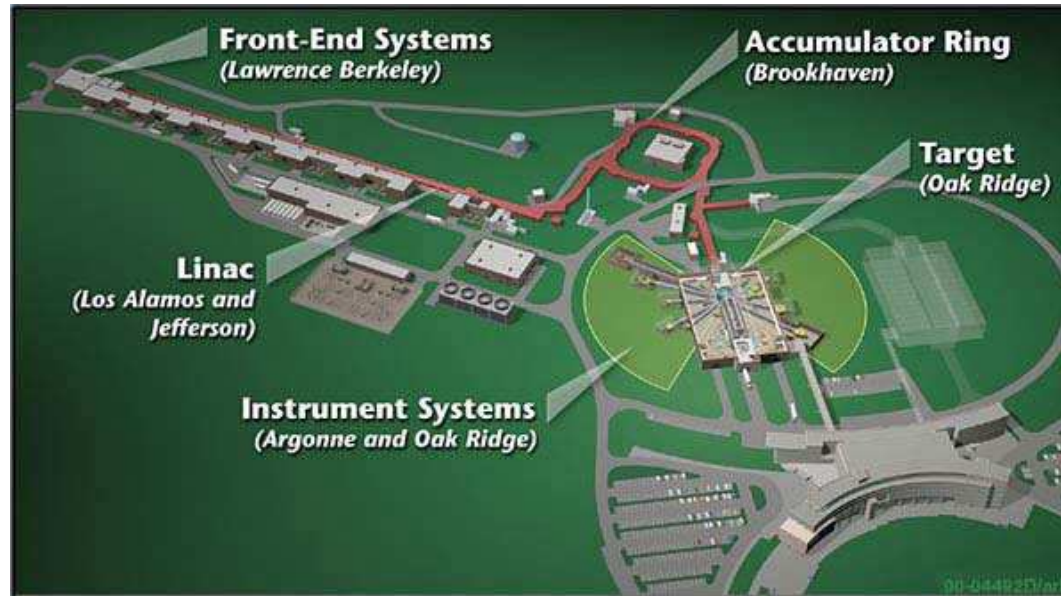 Front-End Systems
(Lawrence Berkeley)
Accumulator Ring
(Brookhaven)
Target
(Oak Ridge)
Linac
(Los Alamos and
Jefferson)
Instrument Systems
(Argonne and Oak Ridge)